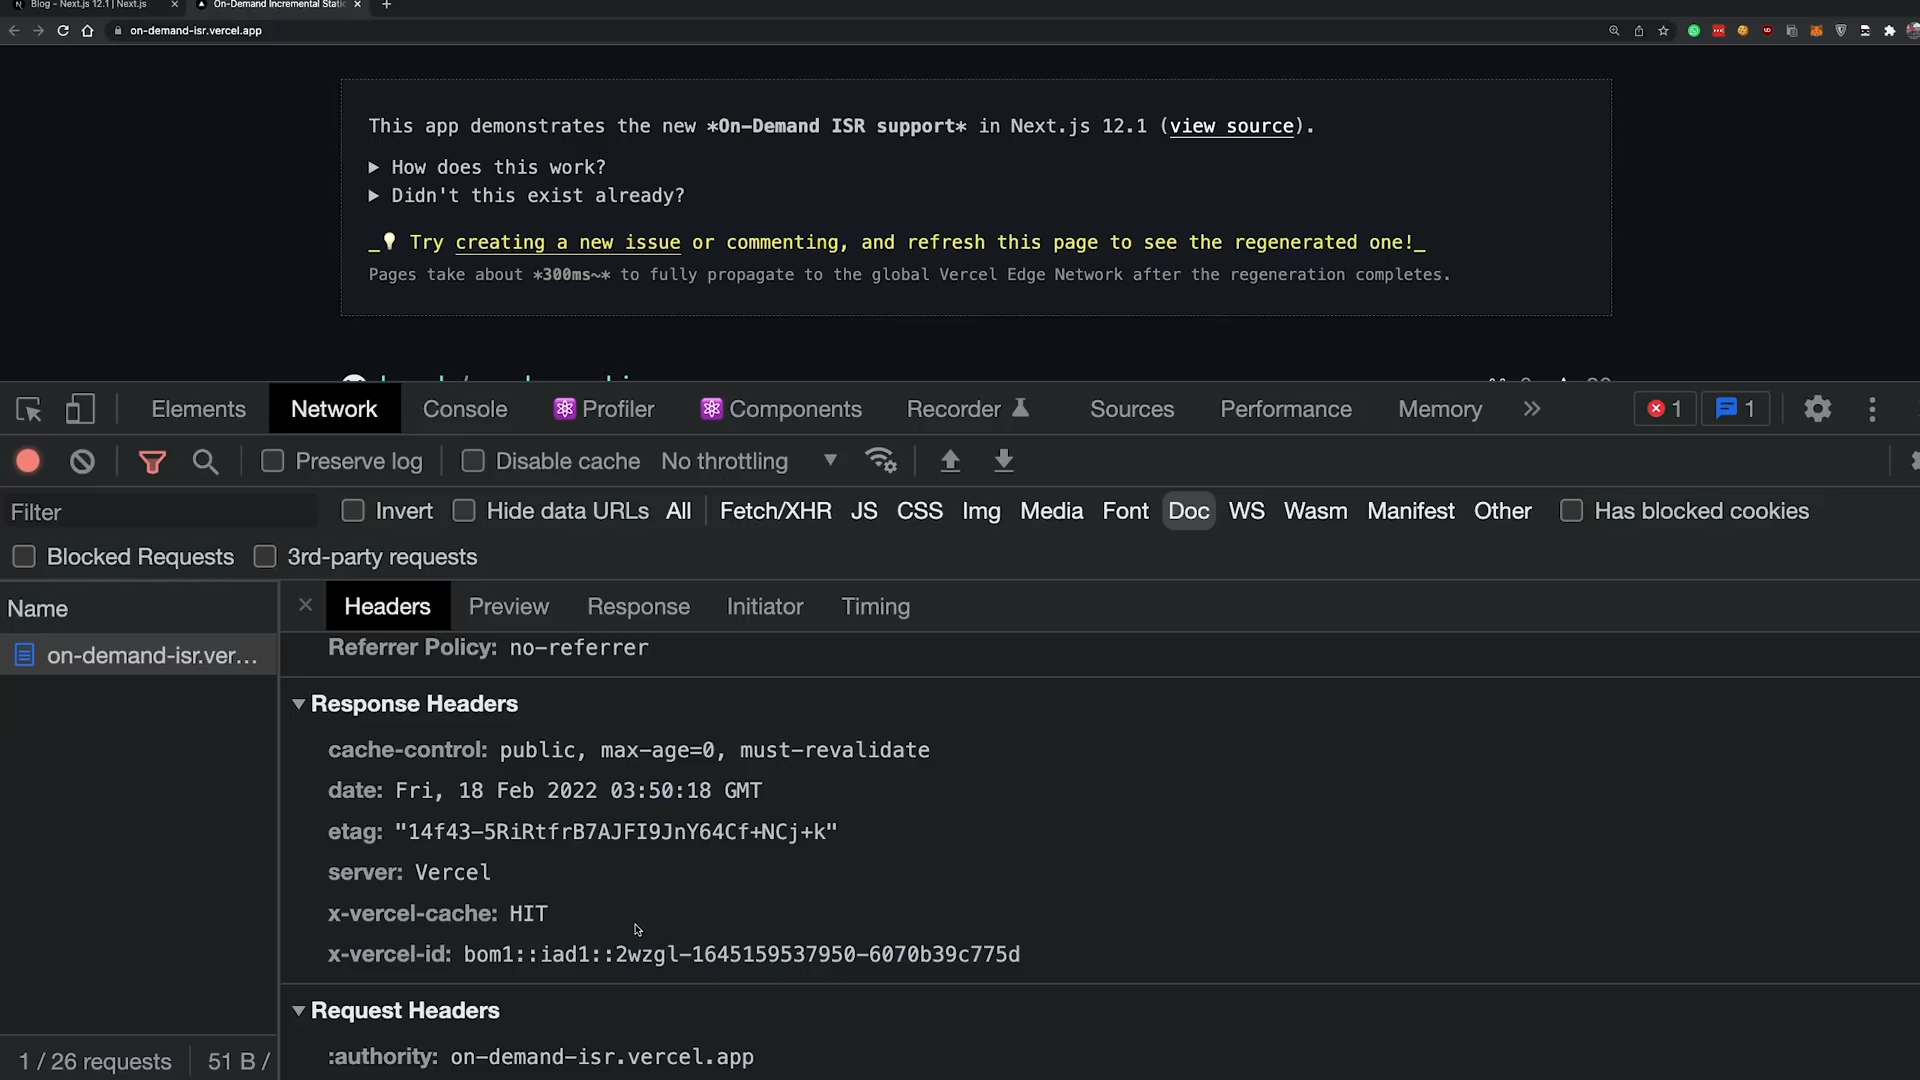 Blog - Next.js 12.1 | Next.js
On-Demand Incremental Static
on-demand-isr.vercel.app
This app demonstrates the new *On-Demand ISR support* in Next.js 12.1 (view source).
▶ How does this work?
▶ Didn't this exist already?
_💡 Try creating a new issue or commenting, and refresh this page to see the regenerated one!_
Pages take about *300ms~* to fully propagate to the global Vercel Edge Network after the regeneration completes.
Elements Network Console Profiler Components Recorder Sources Performance Memory » 1 1
Preserve log Disable cache No throttling
Filter Invert Hide data URLs All Fetch/XHR JS CSS Img Media Font Doc WS Wasm Manifest Other Has blocked cookies
Blocked Requests 3rd-party requests
Name
Headers Preview Response Initiator Timing
on-demand-isr.ver...
Referrer Policy: no-referrer
Response Headers
cache-control: public, max-age=0, must-revalidate
date: Fri, 18 Feb 2022 03:50:18 GMT
etag: "14f43-5RiRtfrB7AJFI9JnY64Cf+NCj+k"
server: Vercel
x-vercel-cache: HIT
x-vercel-id: bom1::iad1::2wzgl-1645159537950-6070b39c775d
Request Headers
:authority: on-demand-isr.vercel.app
1 / 26 requests 51 B /